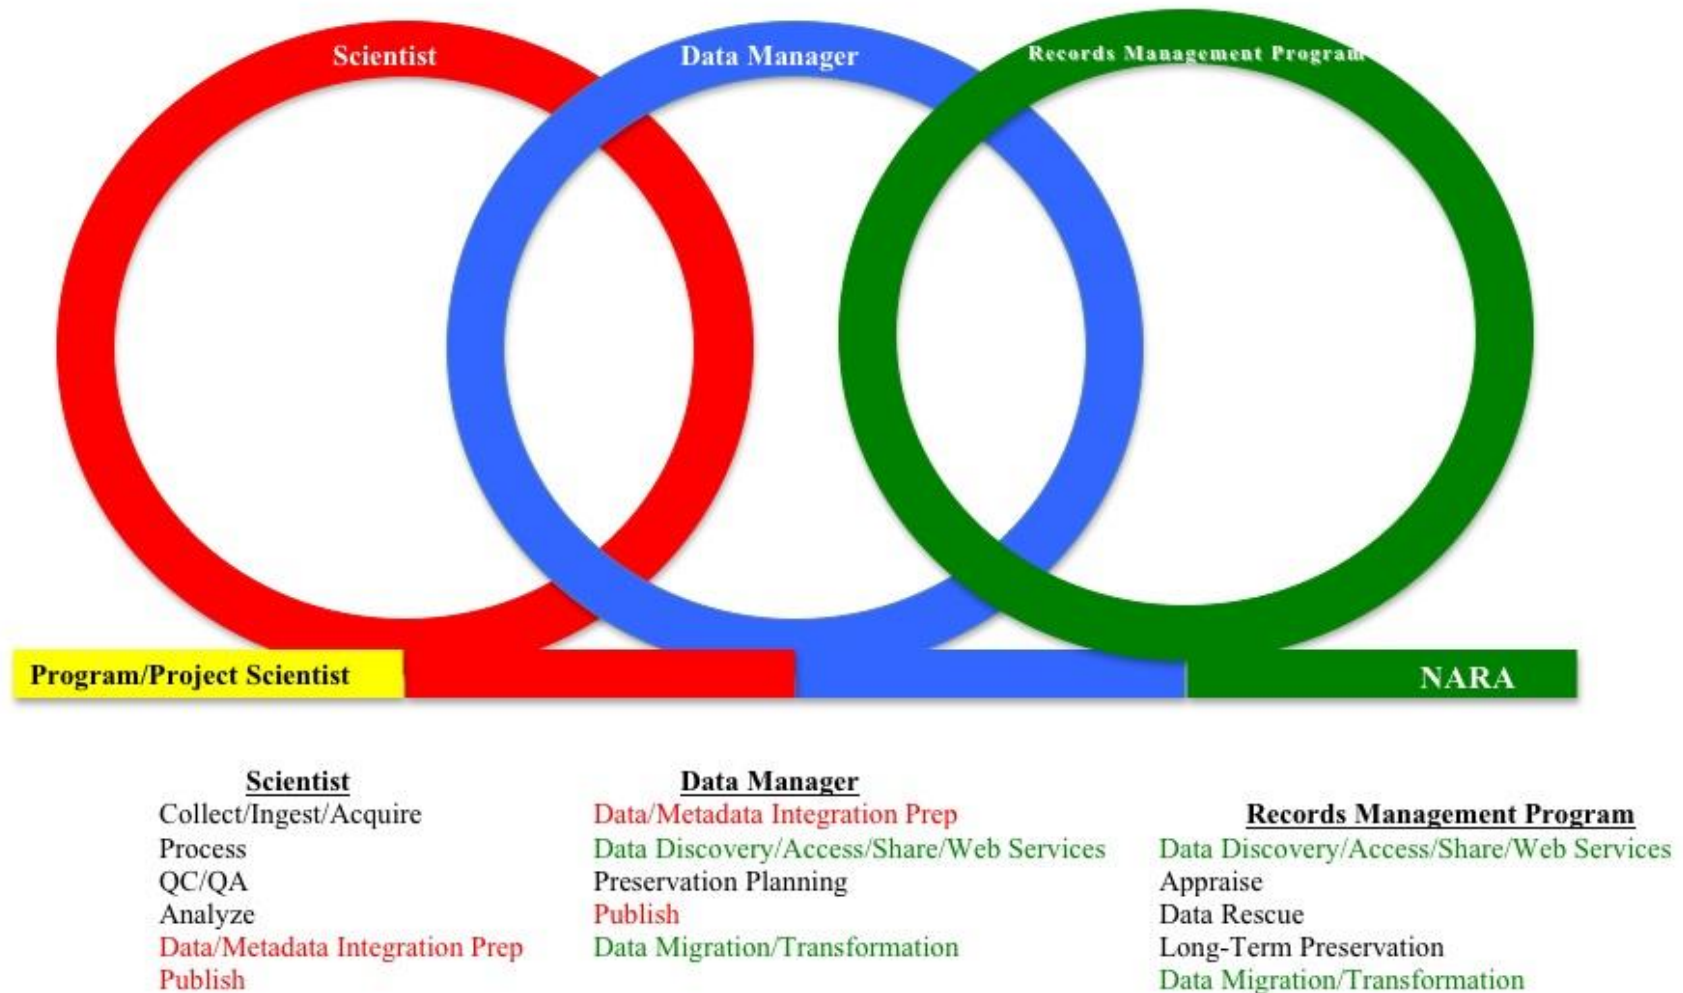 Scientist
Data Manager
Records Management Program
Program/Project Scientist
NARA
Scientist
Collect/Ingest/Acquire
Process
QC/QA
Analyze
Data/Metadata Integration Prep
Publish
Data Manager
Data/Metadata Integration Prep
Data Discovery/Access/Share/Web Services
Preservation Planning
Publish
Data Migration/Transformation
Records Management Program
Data Discovery/Access/Share/Web Services
Appraise
Data Rescue
Long-Term Preservation
Data Migration/Transformation